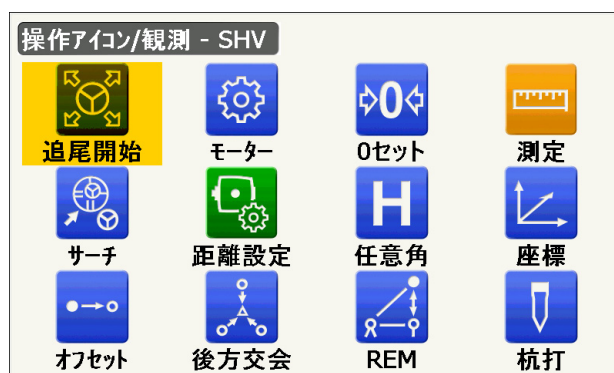 操作アイコン/観測 - SHV
追尾開始 モーター 0セット 測定
サーチ 距離設定 任意角 座標
オフセット 後方交会 REM 杭打